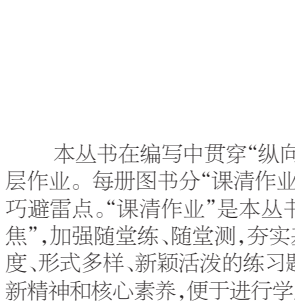 本丛书在编写中贯穿“纵向
层作业。每册图书分“课清作业
巧避雷点。“课清作业”是本丛书
焦”,加强随堂练、随堂测,夯实基
度、形式多样、新颖活泼的练习题
新精神和核心素养,便于进行学